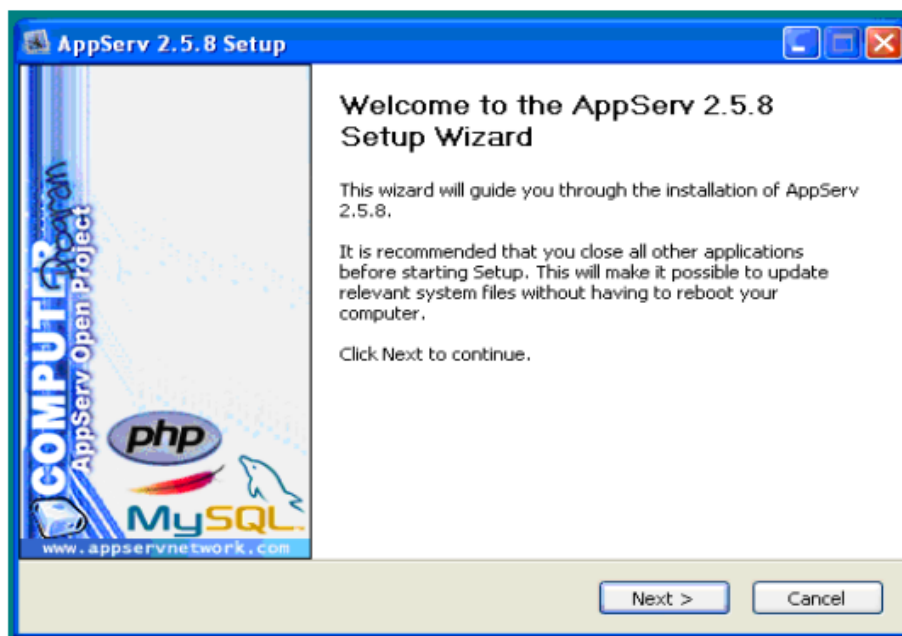 AppServ 2.5.8 Setup
Welcome to the AppServ 2.5.8
Setup Wizard
This wizard will guide you through the installation of AppServ
2.5.8.
It is recommended that you close all other applications
before starting Setup. This will make it possible to update
relevant system files without having to reboot your
computer.
Click Next to continue.
COMPUTER
Program
AppServ Open Project
php
MySQL
www.appservnetwork.com
Next >
Cancel